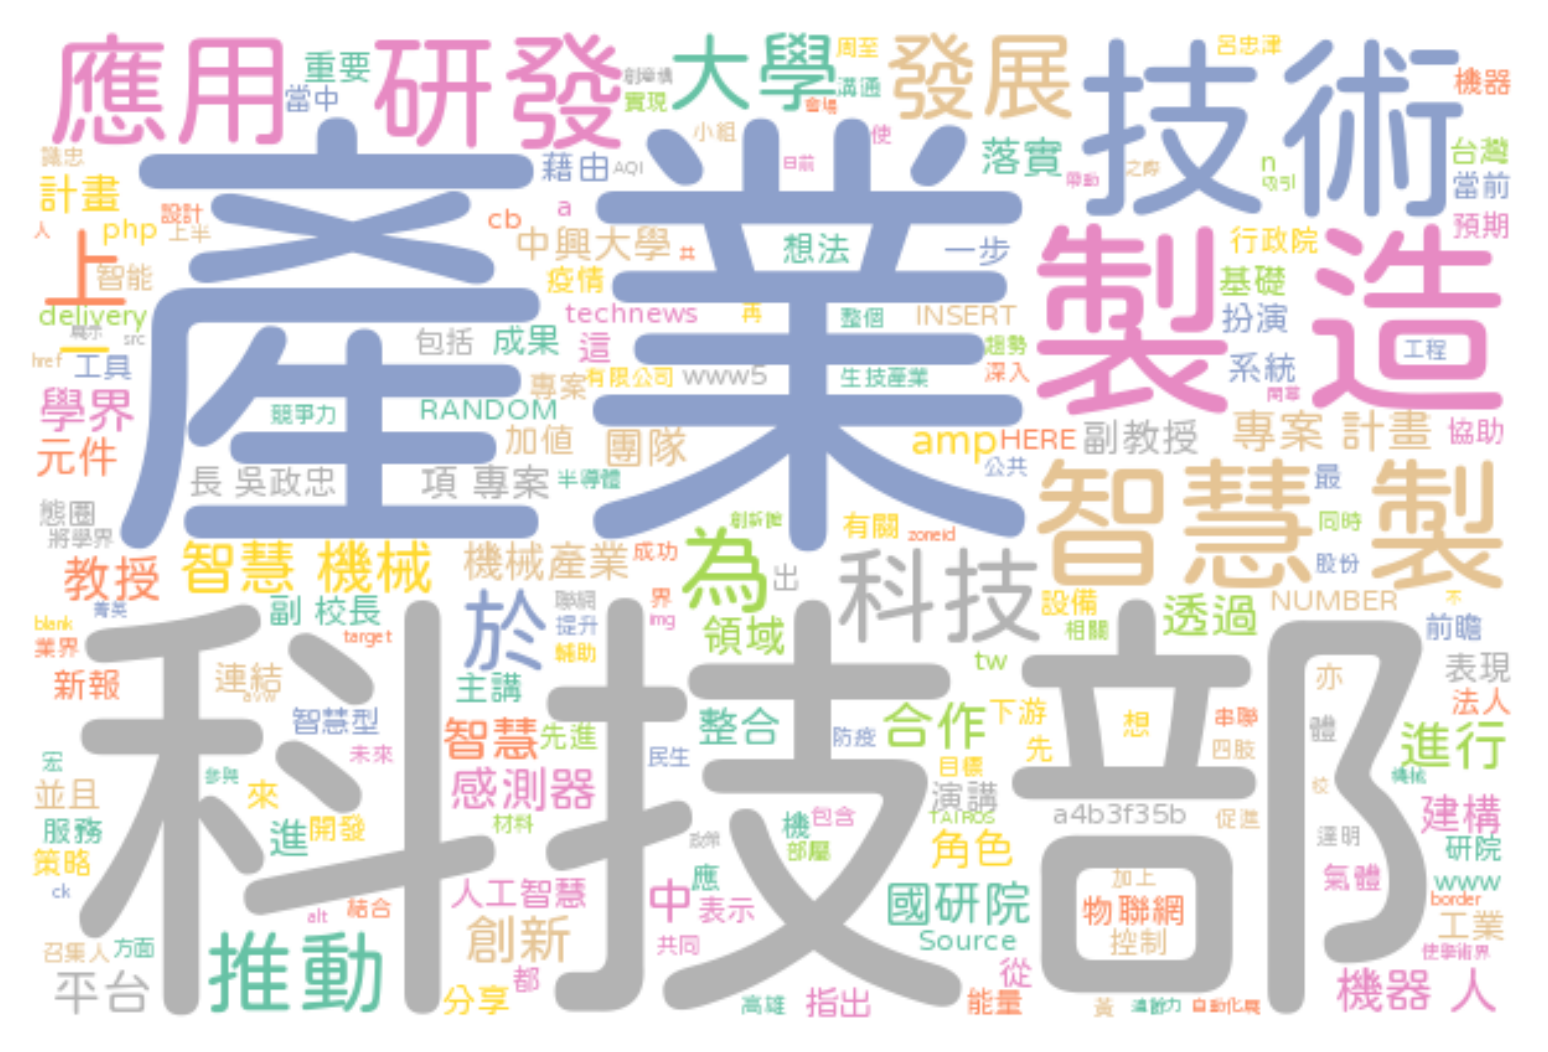 應用 研發 大學 發展 技術
重要 當中 實現 周至 溝通 呂忠津 機器
會場 小組 使 日前 落實 n 吸引 台灣 當前
識忠 計畫 設計 上半 php 人 藉由 AQI 帶動 之際 預期
產業
上 智能 cb a 中興大學 共 想法 一步 行政院 製造
delivery 疫情 technews 再 整個 INSERT 基礎 扮演
展示 src 一 href 工具 包括 成果 這 趨勢 系統 工程
學界 專案 有限公司 www5 生技產業 深入 開幕
競爭力 RANDOM 加值 團隊 amp HERE 副教授 專案 計畫 協助
元件 長 吳政忠 項 專案 半導體 公共 智慧 製 最
態圈 將學界 創新能 有關 zoneid 同時
教授 智慧 機械 機械產業 成功 為 出 科技 股份
菁英 副 校長 於 聯網 界 設備 透過 NUMBER 不
blank 業界 target 提升 img 領域 相關 前瞻
科技部
新報 連結 輔助 tw 亦 表現
智慧型 主講 法人
未來 智慧 先進 整合 防疫 合作 下游 想 串聯 體 進行
宏 參與 民生 先 四肢 機械
並且 來 感測器 目標 演講 校
服務 進 開發 材料 機 包含 TAIROS a4b3f35b 促進 達明 建構
策略 部屬 角色 研院
ck 人工智慧 應 加上 氣體 www
alt 結合 中 表示 國研院 物聯網 border
召集人 方面 創新 共同 Source 控制 工業
推動 使學術界
平台 都 從
分享 高雄 指出 能量 黃 自動化展 機器 人